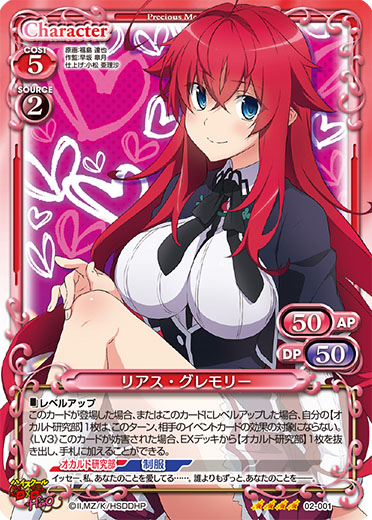 Precious Me
Character
COST
5
原画:福島 達也
作監:早坂 皐月
仕上げ:小松 亜理沙
SOURCE
2
50 AP
DP 50
リアス・グレモリー
■レベルアップ
このカードが登場した場合、またはこのカードにレベルアップした場合、自分の【オ
カルト研究部】1枚は、このターン、相手のイベントカードの効果の対象にならない。
〈LV3〉このカードが妨害された場合、EXデッキから【オカルト研究部】1枚を抜
き出し、手札に加えることができる。
オカルト研究部 制服
イッセー、私、あなたのことを愛してる……。誰よりもずっと、あなたのことを――
ハイスクール
D×D
HERO
©II,MZ/K/HSDDHP
02-001